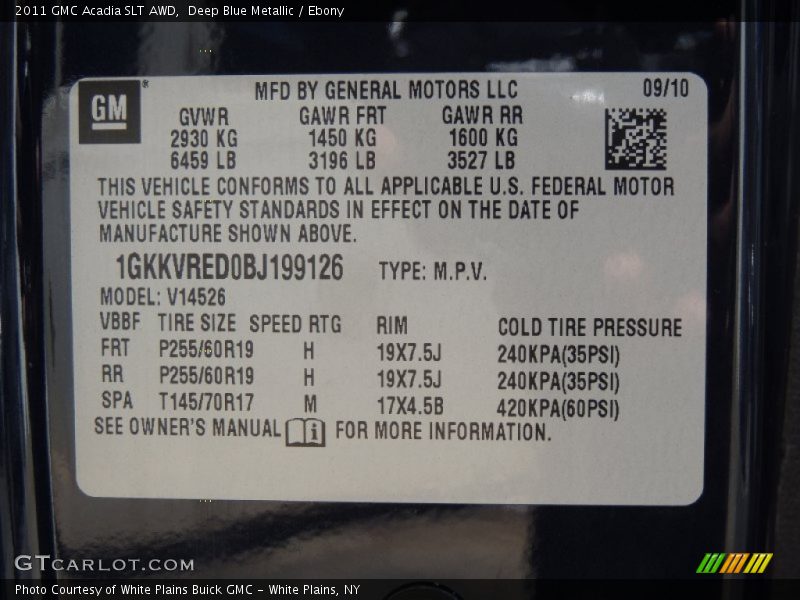 2011 GMC Acadia SLT AWD, Deep Blue Metallic / Ebony
GM® MFD BY GENERAL MOTORS LLC 09/10
GVWR GAWR FRT GAWR RR
2930 KG 1450 KG 1600 KG
6459 LB 3196 LB 3527 LB
THIS VEHICLE CONFORMS TO ALL APPLICABLE U.S. FEDERAL MOTOR
VEHICLE SAFETY STANDARDS IN EFFECT ON THE DATE OF
MANUFACTURE SHOWN ABOVE.
1GKKVRED0BJ199126 TYPE: M.P.V.
MODEL: V14526
VBBF TIRE SIZE SPEED RTG RIM COLD TIRE PRESSURE
FRT P255/60R19 H 19X7.5J 240KPA(35PSI)
RR P255/60R19 H 19X7.5J 240KPA(35PSI)
SPA T145/70R17 M 17X4.5B 420KPA(60PSI)
SEE OWNER'S MANUAL i FOR MORE INFORMATION.
GTCARLOT.COM
Photo Courtesy of White Plains Buick GMC - White Plains, NY